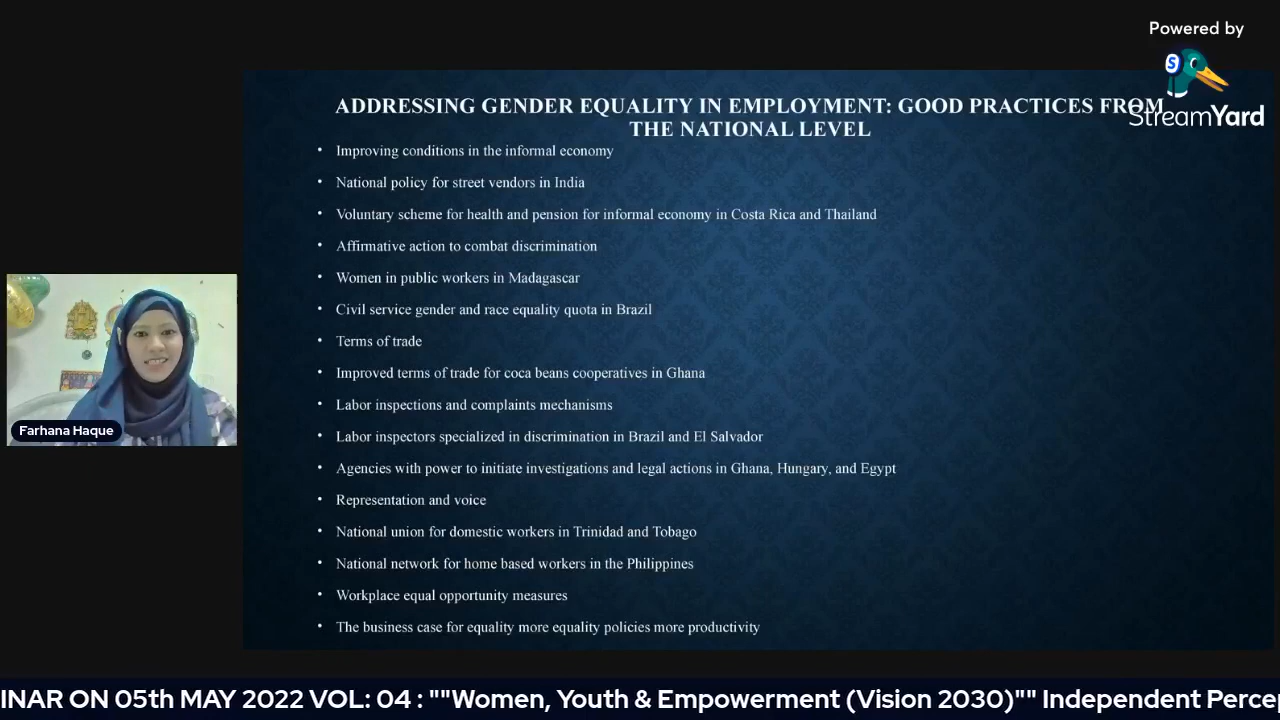 Powered by
StreamYard
ADDRESSING GENDER EQUALITY IN EMPLOYMENT: GOOD PRACTICES FROM
THE NATIONAL LEVEL
• Improving conditions in the informal economy
• National policy for street vendors in India
• Voluntary scheme for health and pension for informal economy in Costa Rica and Thailand
• Affirmative action to combat discrimination
• Women in public workers in Madagascar
• Civil service gender and race equality quota in Brazil
• Terms of trade
• Improved terms of trade for coca beans cooperatives in Ghana
• Labor inspections and complaints mechanisms
• Labor inspectors specialized in discrimination in Brazil and El Salvador
• Agencies with power to initiate investigations and legal actions in Ghana, Hungary, and Egypt
• Representation and voice
• National union for domestic workers in Trinidad and Tobago
• National network for home based workers in the Philippines
• Workplace equal opportunity measures
• The business case for equality more equality policies more productivity
Farhana Haque
INAR ON 05th MAY 2022 VOL: 04 : ""Women, Youth & Empowerment (Vision 2030)"" Independent Percep